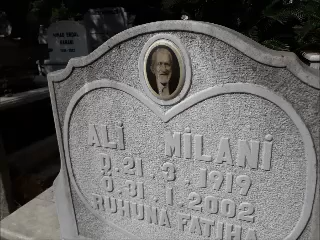 ALİ MİLANİ
D.21.3.1919
Ö.31.1.2002
RUHUNA FATİHA